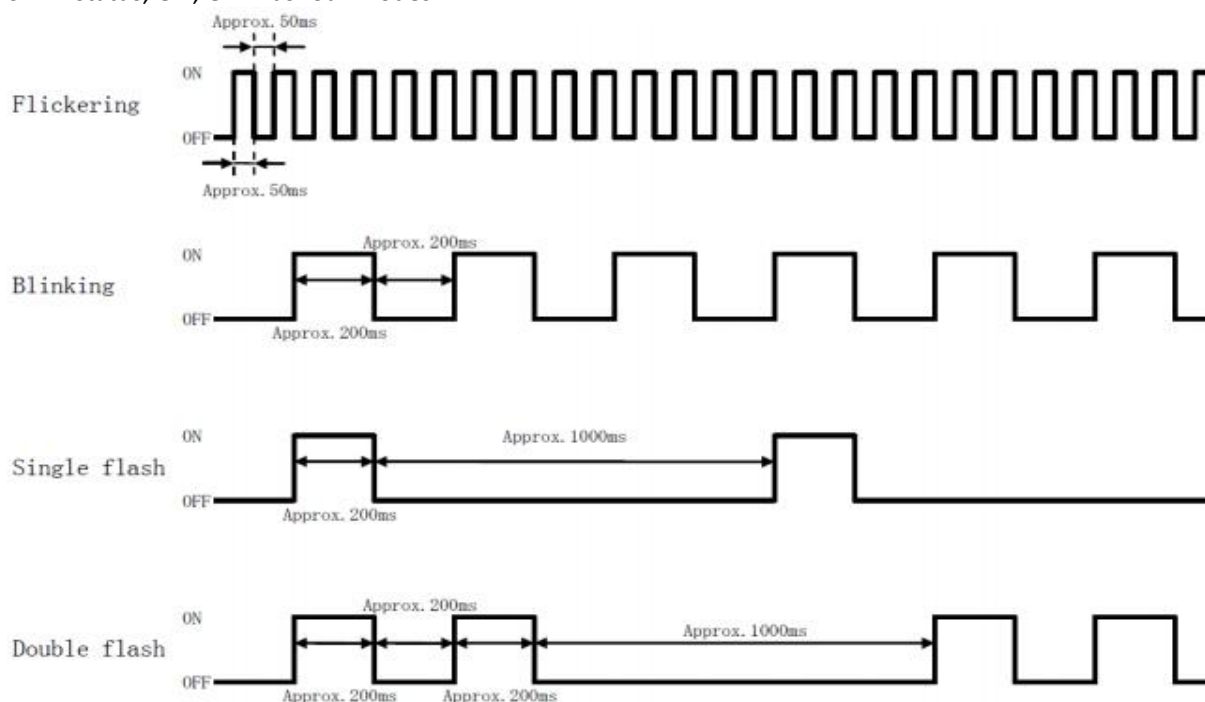 Approx. 50ms
ON
Flickering
OFF
Approx. 50ms
Approx. 200ms
ON
Blinking
OFF
Approx. 200ms
ON
Approx. 1000ms
Single flash
OFF
Approx. 200ms
Approx. 200ms
ON
Approx. 1000ms
Double flash
OFF
Approx. 200ms
Approx. 200ms